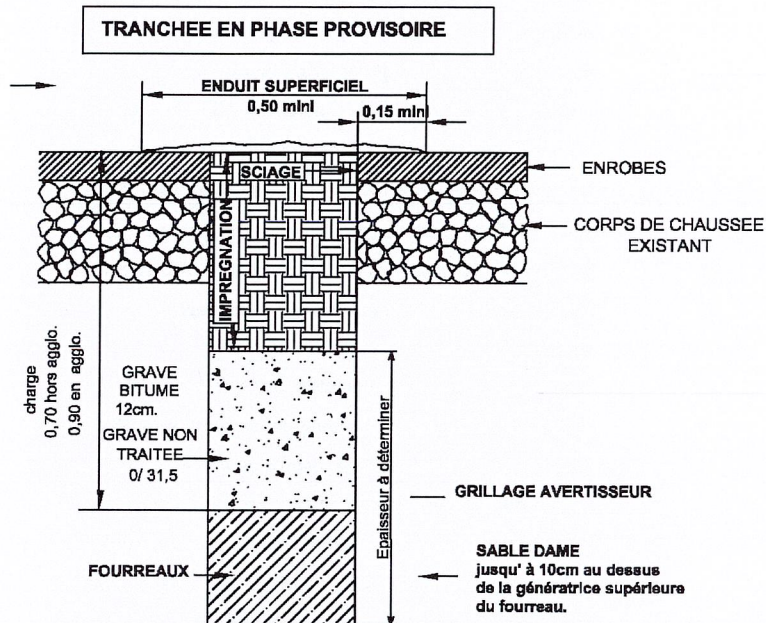 TRANCHEE EN PHASE PROVISOIRE
ENDUIT SUPERFICIEL
0,50 mini
0,15 mini
SCIAGE
ENROBES
IMPREGNATION
CORPS DE CHAUSSEE
EXISTANT
charge
0,70 hors agglo.
0,90 en agglo.
GRAVE
BITUME
12cm.
GRAVE NON
TRAITEE
0/ 31,5
Epaisseur à déterminer
GRILLAGE AVERTISSEUR
FOURREAUX
SABLE DAME
jusqu' à 10cm au dessus
de la génératrice supérieure
du fourreau.